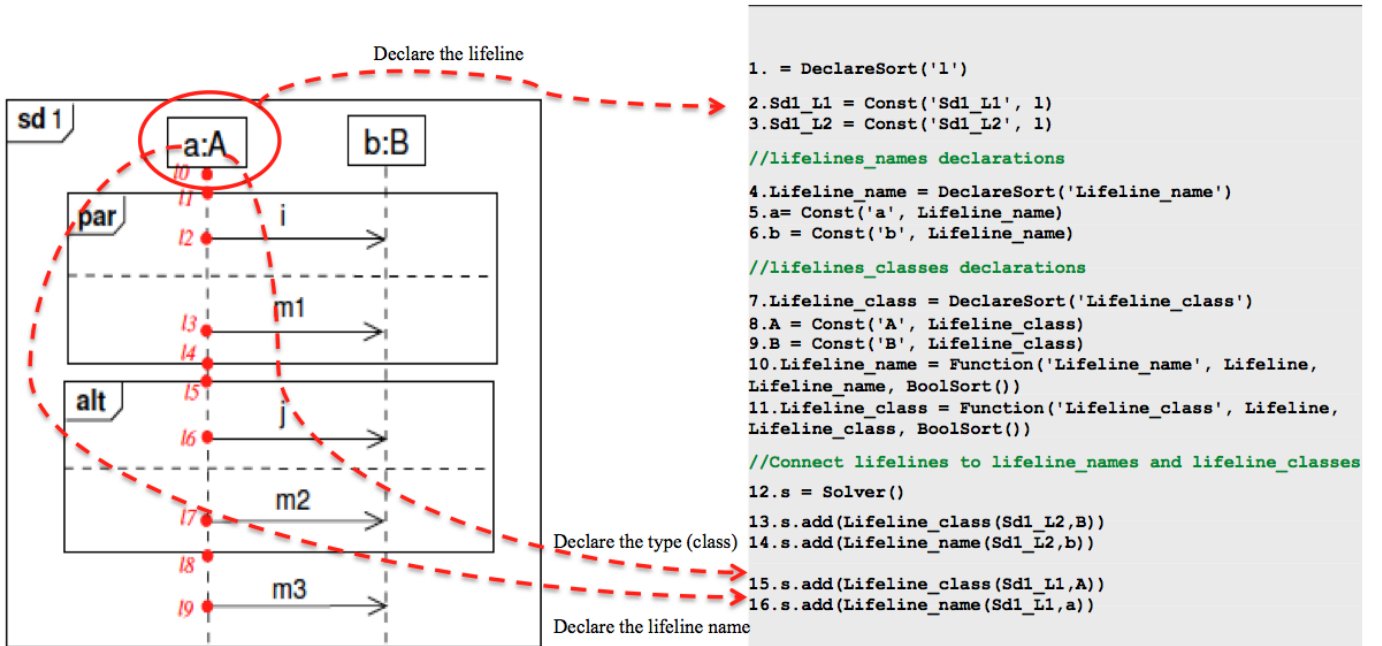 Declare the lifeline
sd 1
a:A
b:B
l0
l1
par
i
l2
m1
l3
l4
l5
alt
j
l6
m2
l7
l8
m3
l9
Declare the type (class)
Declare the lifeline name
1. = DeclareSort('l')
2.Sd1_L1 = Const('Sd1_L1', l)
3.Sd1_L2 = Const('Sd1_L2', l)
//lifelines_names declarations
4.Lifeline_name = DeclareSort('Lifeline_name')
5.a= Const('a', Lifeline_name)
6.b = Const('b', Lifeline_name)
//lifelines_classes declarations
7.Lifeline_class = DeclareSort('Lifeline_class')
8.A = Const('A', Lifeline_class)
9.B = Const('B', Lifeline_class)
10.Lifeline_name = Function('Lifeline_name', Lifeline,
Lifeline_name, BoolSort())
11.Lifeline_class = Function('Lifeline_class', Lifeline,
Lifeline_class, BoolSort())
//Connect lifelines to lifeline_names and lifeline_classes
12.s = Solver()
13.s.add(Lifeline_class(Sd1_L2,B))
14.s.add(Lifeline_name(Sd1_L2,b))
15.s.add(Lifeline_class(Sd1_L1,A))
16.s.add(Lifeline_name(Sd1_L1,a))